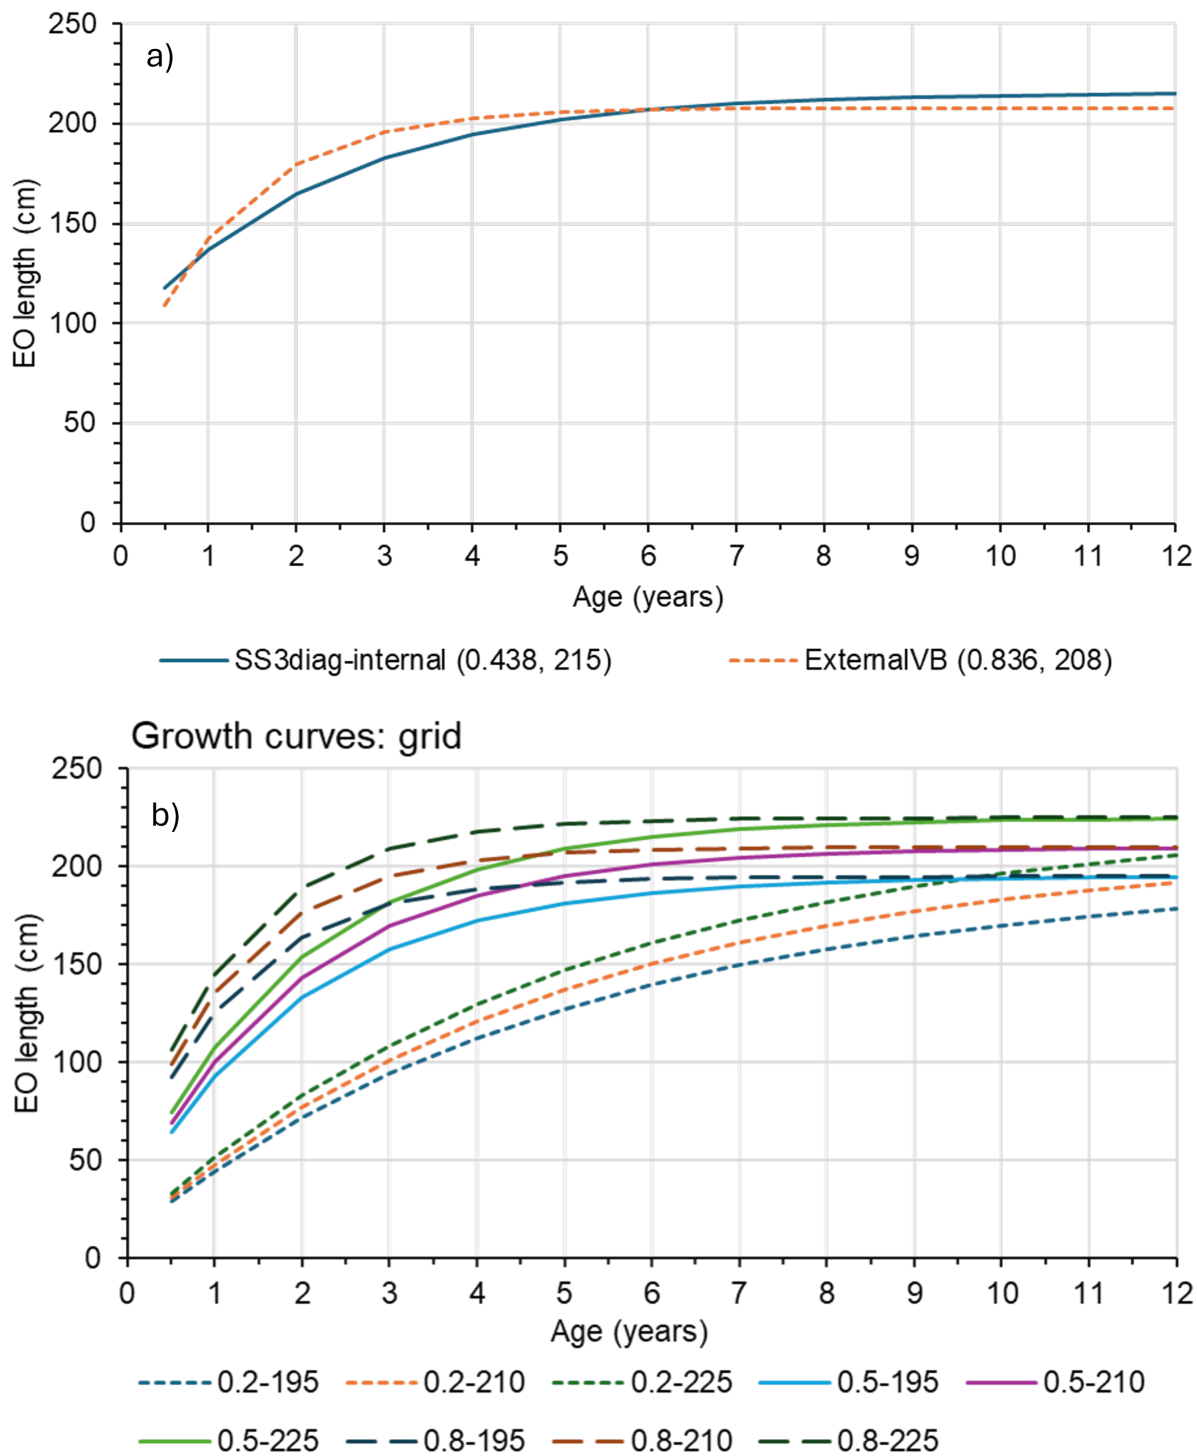 250
a)
200
150
100
50
0
EO length (cm)
0 1 2 3 4 5 6 7 8 9 10 11 12
Age (years)
SS3diag-internal (0.438, 215) ExternalVB (0.836, 208)
Growth curves: grid
250
b)
200
150
100
50
0
EO length (cm)
0 1 2 3 4 5 6 7 8 9 10 11 12
Age (years)
0.2-195 0.2-210 0.2-225 0.5-195 0.5-210
0.5-225 0.8-195 0.8-210 0.8-225